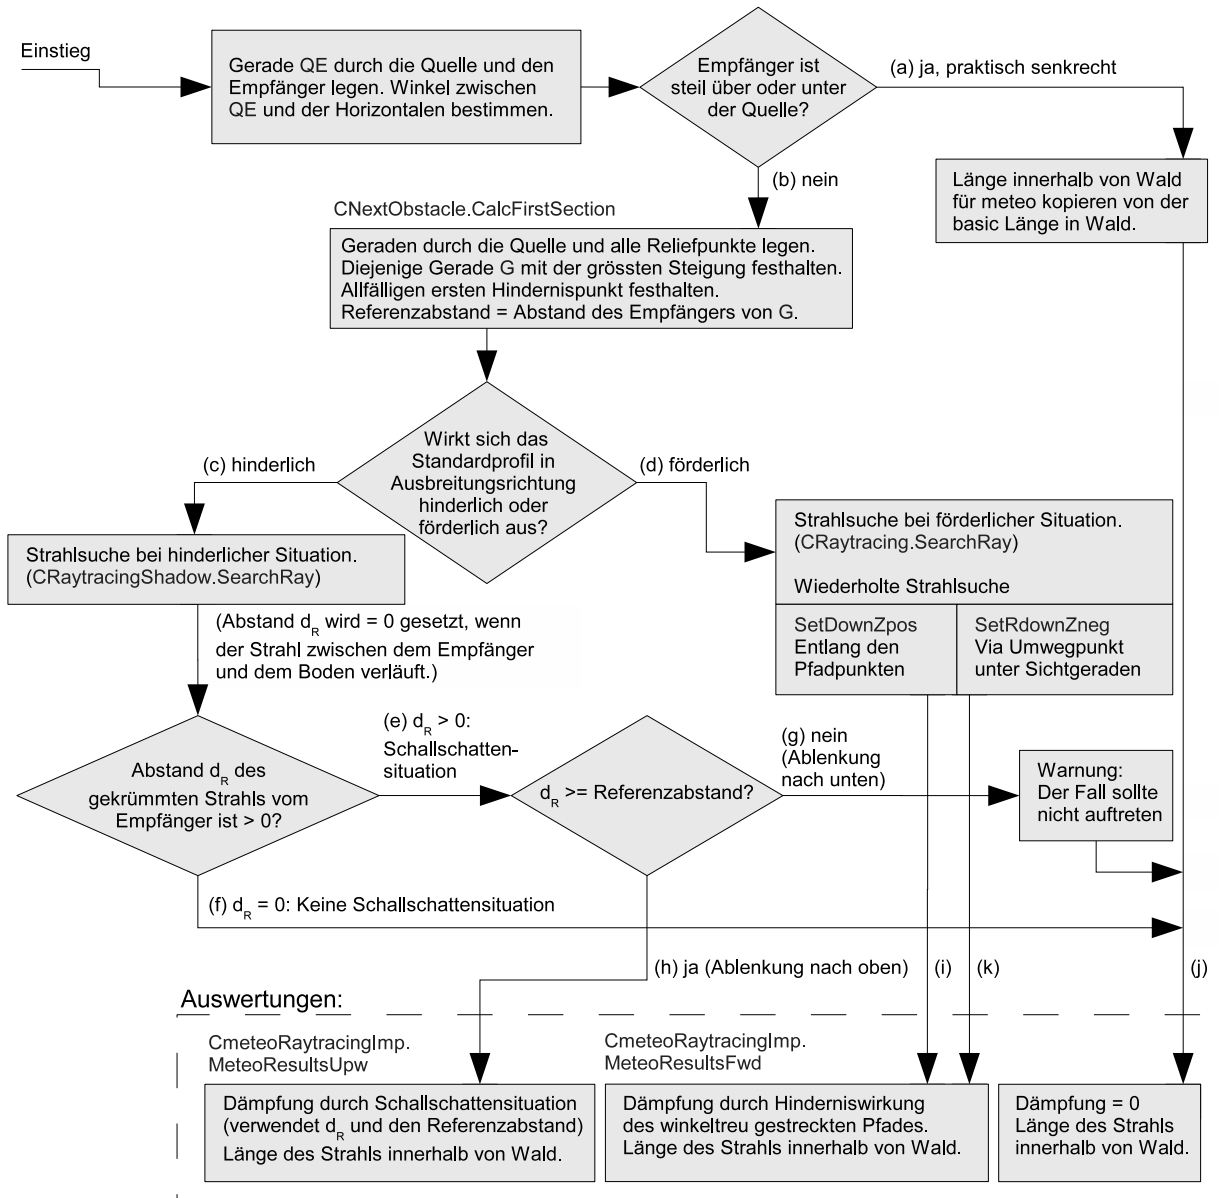 Einstieg
Gerade QE durch die Quelle und den
Empfänger legen. Winkel zwischen
QE und der Horizontalen bestimmen.
Empfänger ist
steil über oder unter
der Quelle?
(a) ja, praktisch senkrecht
(b) nein
Länge innerhalb von Wald
für meteo kopieren von der
basic Länge in Wald.
CNextObstacle.CalcFirstSection
Geraden durch die Quelle und alle Reliefpunkte legen.
Diejenige Gerade G mit der grössten Steigung festhalten.
Allfälligen ersten Hindernispunkt festhalten.
Referenzabstand = Abstand des Empfängers von G.
Wirkt sich das
Standardprofil in
Ausbreitungsrichtung
hinderlich oder
förderlich aus?
(c) hinderlich
(d) förderlich
Strahlsuche bei hinderlicher Situation.
(CRaytracingShadow.SearchRay)
Strahlsuche bei förderlicher Situation.
(CRaytracing.SearchRay)
Wiederholte Strahlsuche
SetDownZpos
Entlang den
Pfadpunkten
SetRdownZneg
Via Umwegpunkt
unter Sichtgeraden
(Abstand d_R wird = 0 gesetzt, wenn
der Strahl zwischen dem Empfänger
und dem Boden verläuft.)
Abstand d_R des
gekrümmten Strahls vom
Empfänger ist > 0?
(e) d_R > 0:
Schallschatten-
situation
d_R >= Referenzabstand?
(g) nein
(Ablenkung
nach unten)
Warnung:
Der Fall sollte
nicht auftreten
(f) d_R = 0: Keine Schallschattensituation
(h) ja (Ablenkung nach oben)
(i)
(k)
(j)
Auswertungen:
CmeteoRaytracingImp.
MeteoResultsUpw
Dämpfung durch Schallschattensituation
(verwendet d_R und den Referenzabstand)
Länge des Strahls innerhalb von Wald.
CmeteoRaytracingImp.
MeteoResultsFwd
Dämpfung durch Hinderniswirkung
des winkeltreu gestreckten Pfades.
Länge des Strahls innerhalb von Wald.
Dämpfung = 0
Länge des Strahls
innerhalb von Wald.